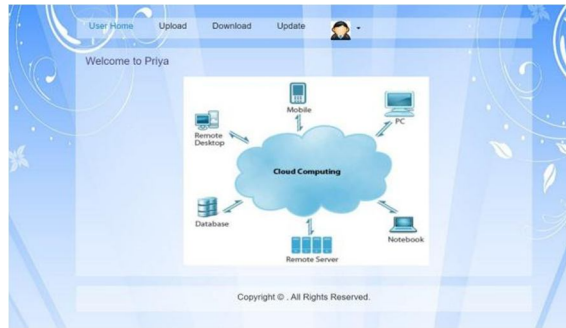 User Home Upload Download Update
Welcome to Priya
Mobile
PC
Remote
Desktop
Cloud Computing
Database
Notebook
Remote Server
Copyright © . All Rights Reserved.